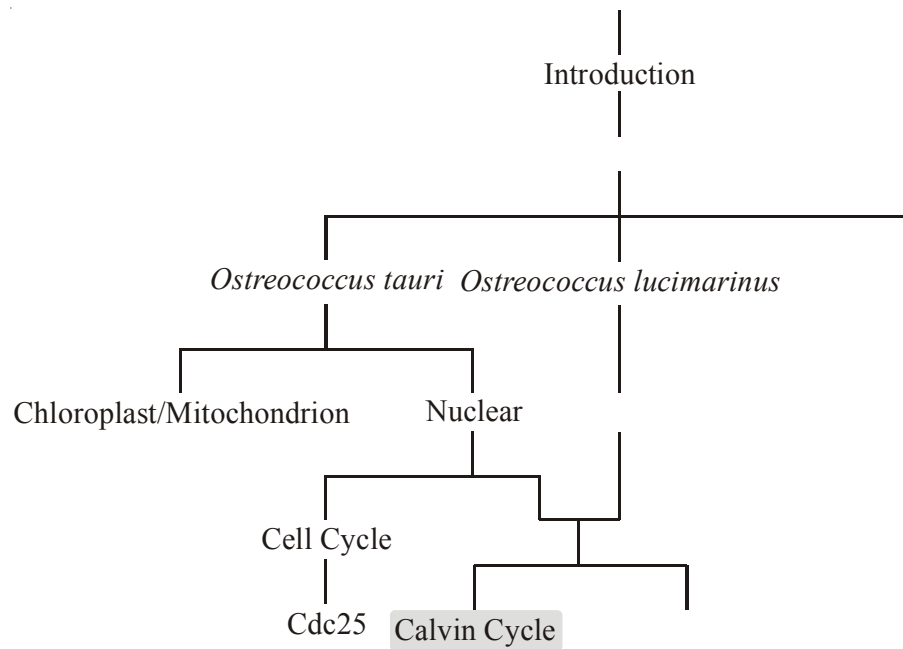 Introduction
Ostreococcus tauri Ostreococcus lucimarinus
Chloroplast/Mitochondrion Nuclear
Cell Cycle
Cdc25 Calvin Cycle